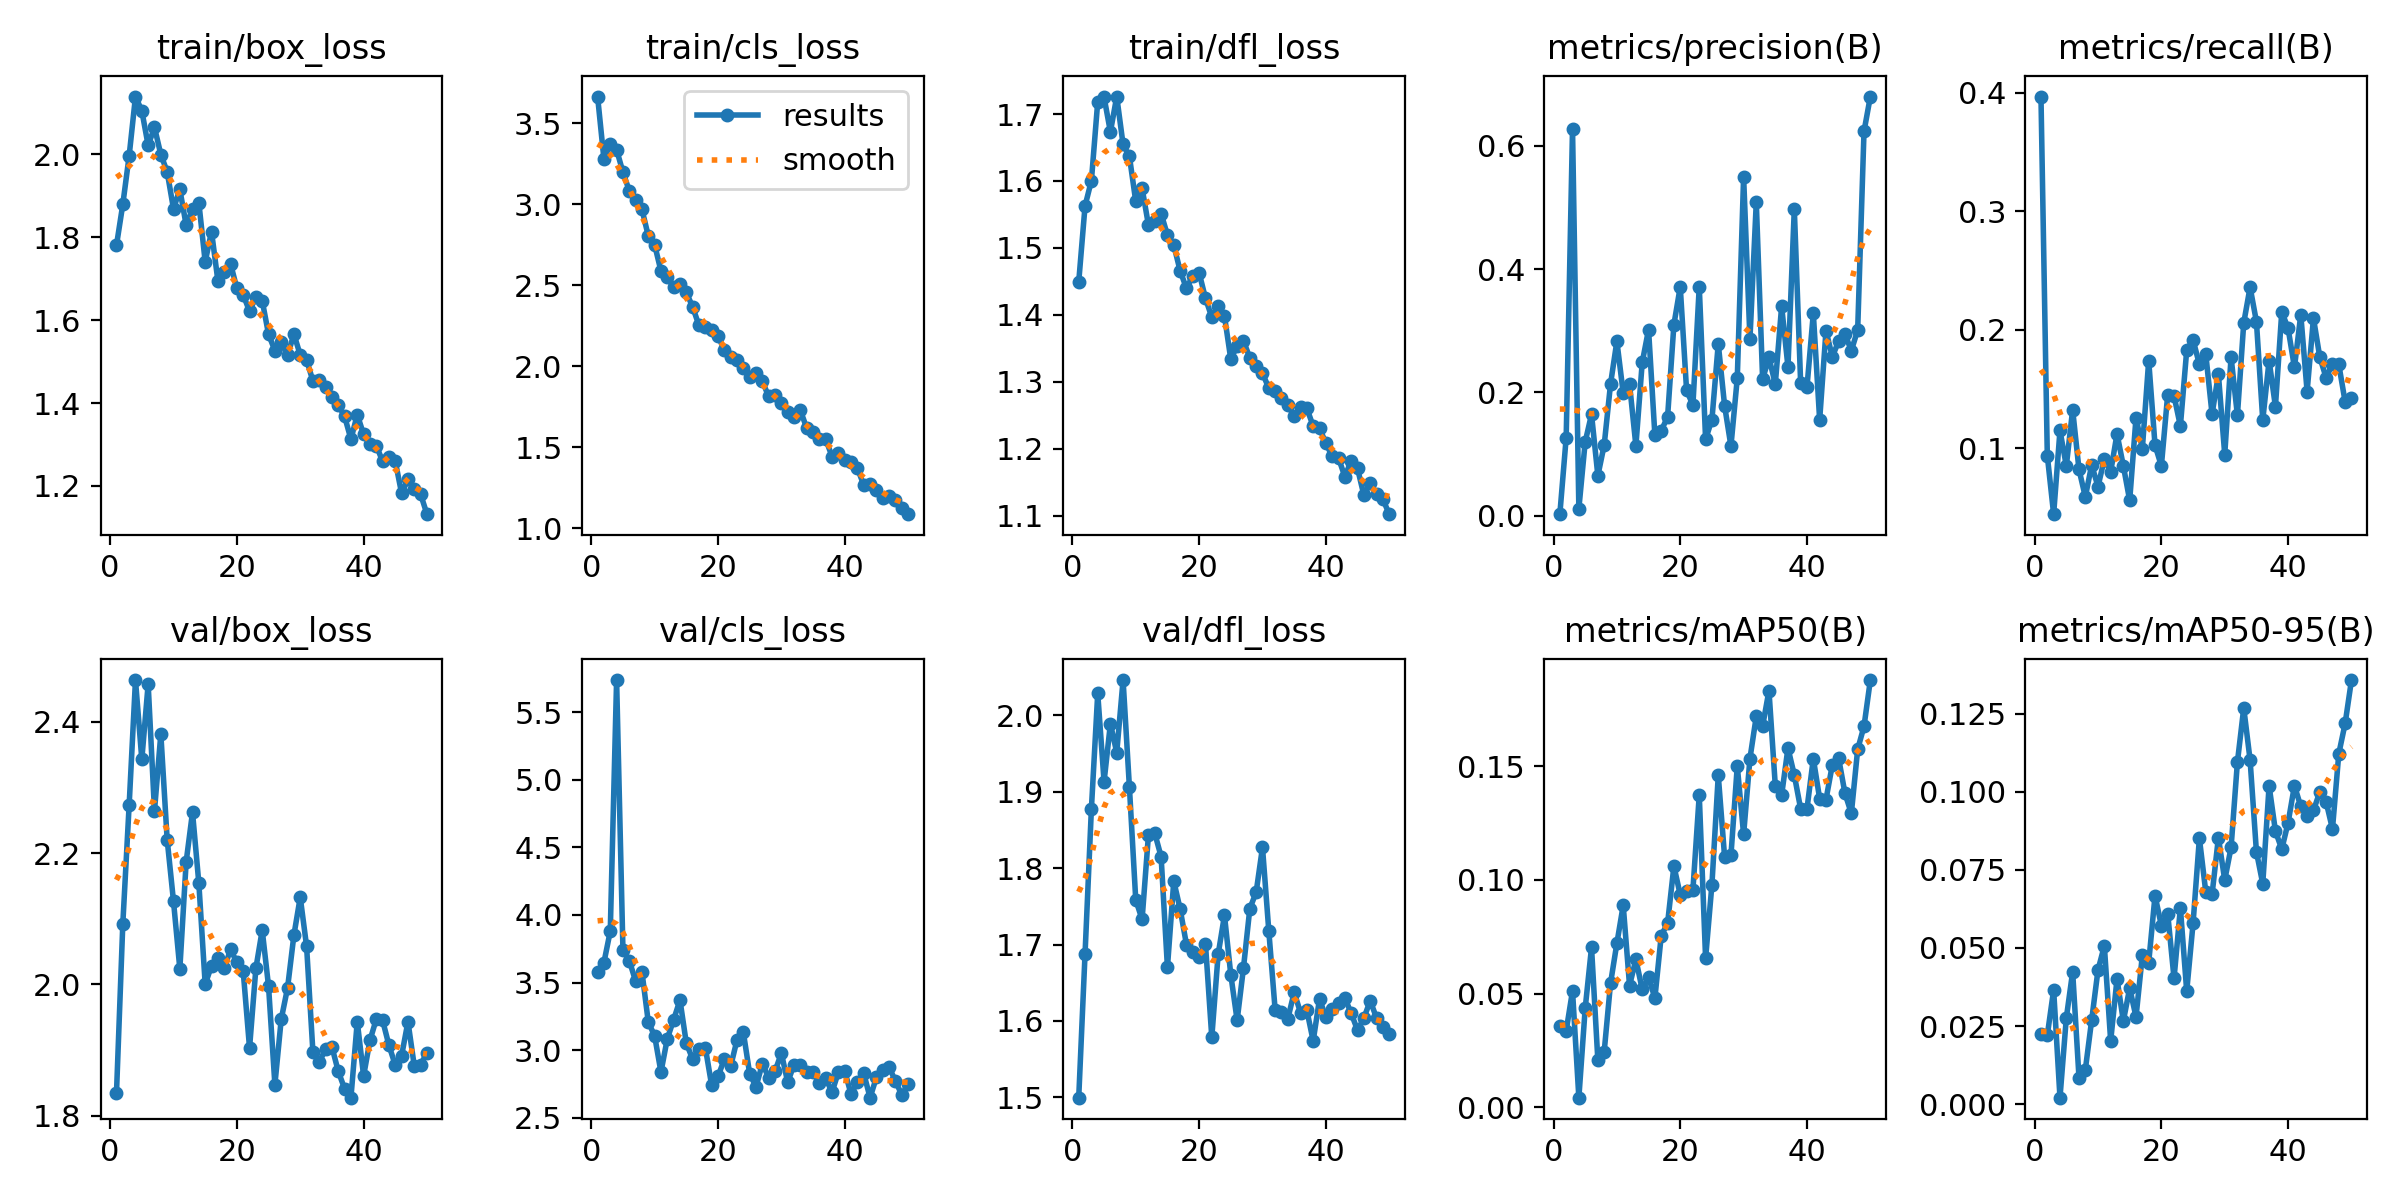 train/box_loss
train/cls_loss
train/dfl_loss
metrics/precision(B)
metrics/recall(B)
2.0
1.8
1.6
1.4
1.2
0 20 40
results
smooth
3.5
3.0
2.5
2.0
1.5
1.0
0 20 40
1.7
1.6
1.5
1.4
1.3
1.2
1.1
0 20 40
0.6
0.4
0.2
0.0
0 20 40
0.4
0.3
0.2
0.1
0 20 40
val/box_loss
val/cls_loss
val/dfl_loss
metrics/mAP50(B)
metrics/mAP50-95(B)
2.4
2.2
2.0
1.8
0 20 40
5.5
5.0
4.5
4.0
3.5
3.0
2.5
0 20 40
2.0
1.9
1.8
1.7
1.6
1.5
0 20 40
0.15
0.10
0.05
0.00
0 20 40
0.125
0.100
0.075
0.050
0.025
0.000
0 20 40